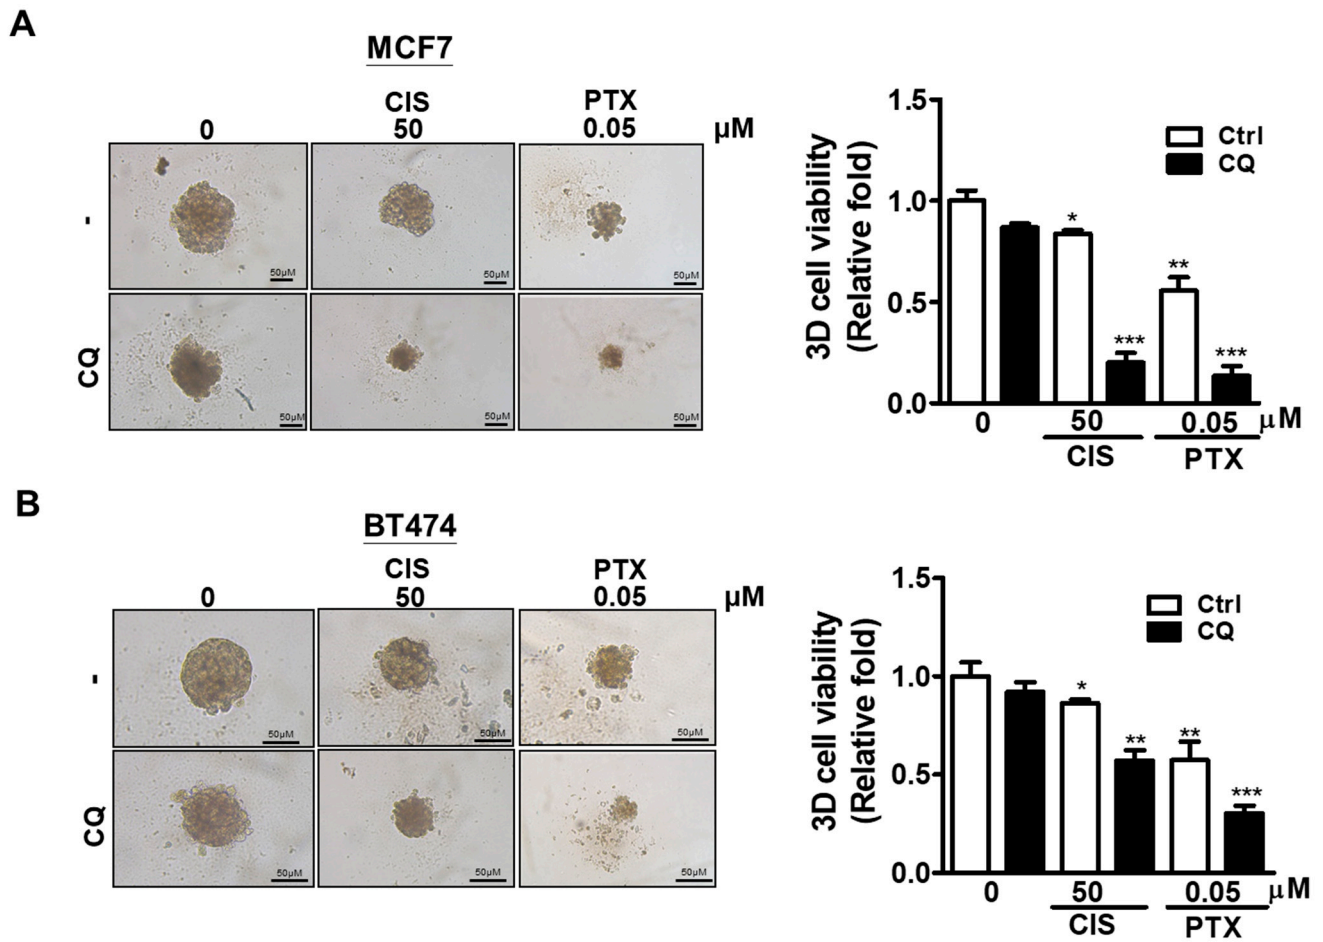 A
MCF7
CIS PTX
0 50 0.05 µM
-
50µM 50µM 50µM
CQ
50µM 50µM 50µM
3D cell viability
(Relative fold)
1.5
1.0
0.5
0.0
Ctrl
CQ
* ** *** ***
0 50 0.05 µM
CIS PTX
B
BT474
CIS PTX
0 50 0.05 µM
-
50µM 50µM 50µM
CQ
50µM 50µM 50µM
3D cell viability
(Relative fold)
1.5
1.0
0.5
0.0
Ctrl
CQ
* ** ** ***
0 50 0.05 µM
CIS PTX